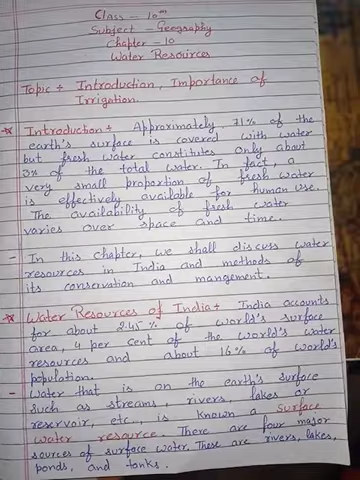 Class - 10th
Subject - Geography
Chapter - 10
Water Resources
Topic + Introduction, Importance of
Irrigation.
Introduction + Approximately, 71% of the
earth's surface is covered with water
but fresh water constitutes only about
3% of the total water. In fact, a
very small proportion of fresh water
is effectively available for human use.
The availability of fresh water
varies over space and time.
- In this chapter, we shall discuss water
resources in India and methods of
its conservation and mangement.
Water Resources of India + India accounts
for about 2.45% of world's surface
area, 4 per cent of the world's water
resources and about 16% of world's
population.
- Water that is on the earth's surface
such as streams, rivers, lakes or
reservoir, etc., is known a surface
water resource. There are four major
sources of surface water. These are rivers, lakes,
ponds, and tanks.